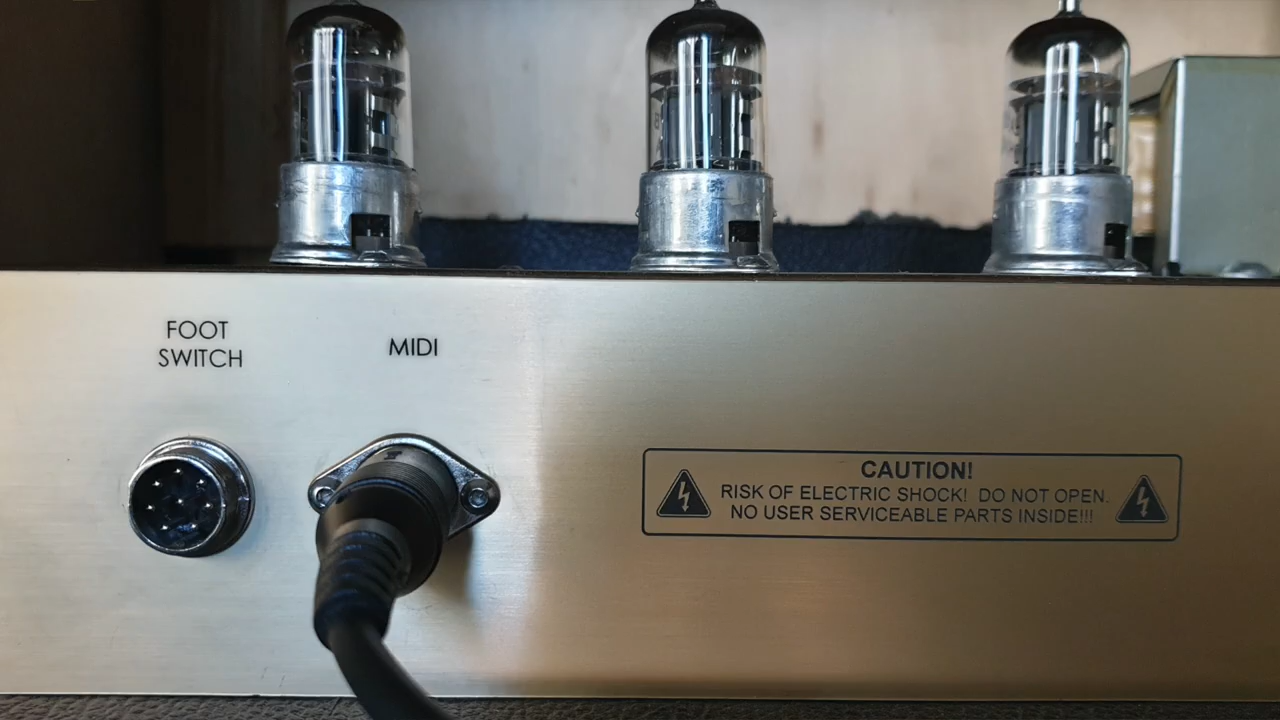 FOOT
SWITCH
MIDI
CAUTION!
RISK OF ELECTRIC SHOCK! DO NOT OPEN.
NO USER SERVICEABLE PARTS INSIDE!!!